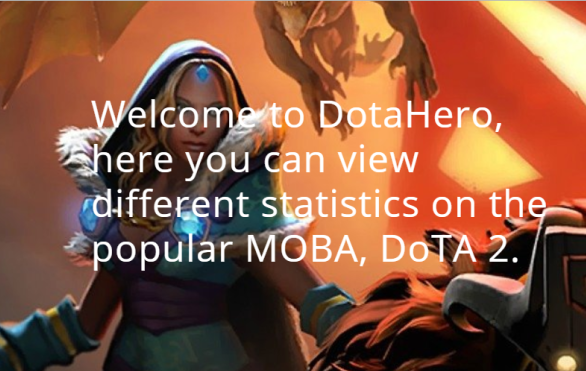 Welcome to DotaHero,
here you can view
different statistics on the
popular MOBA, DoTA 2.